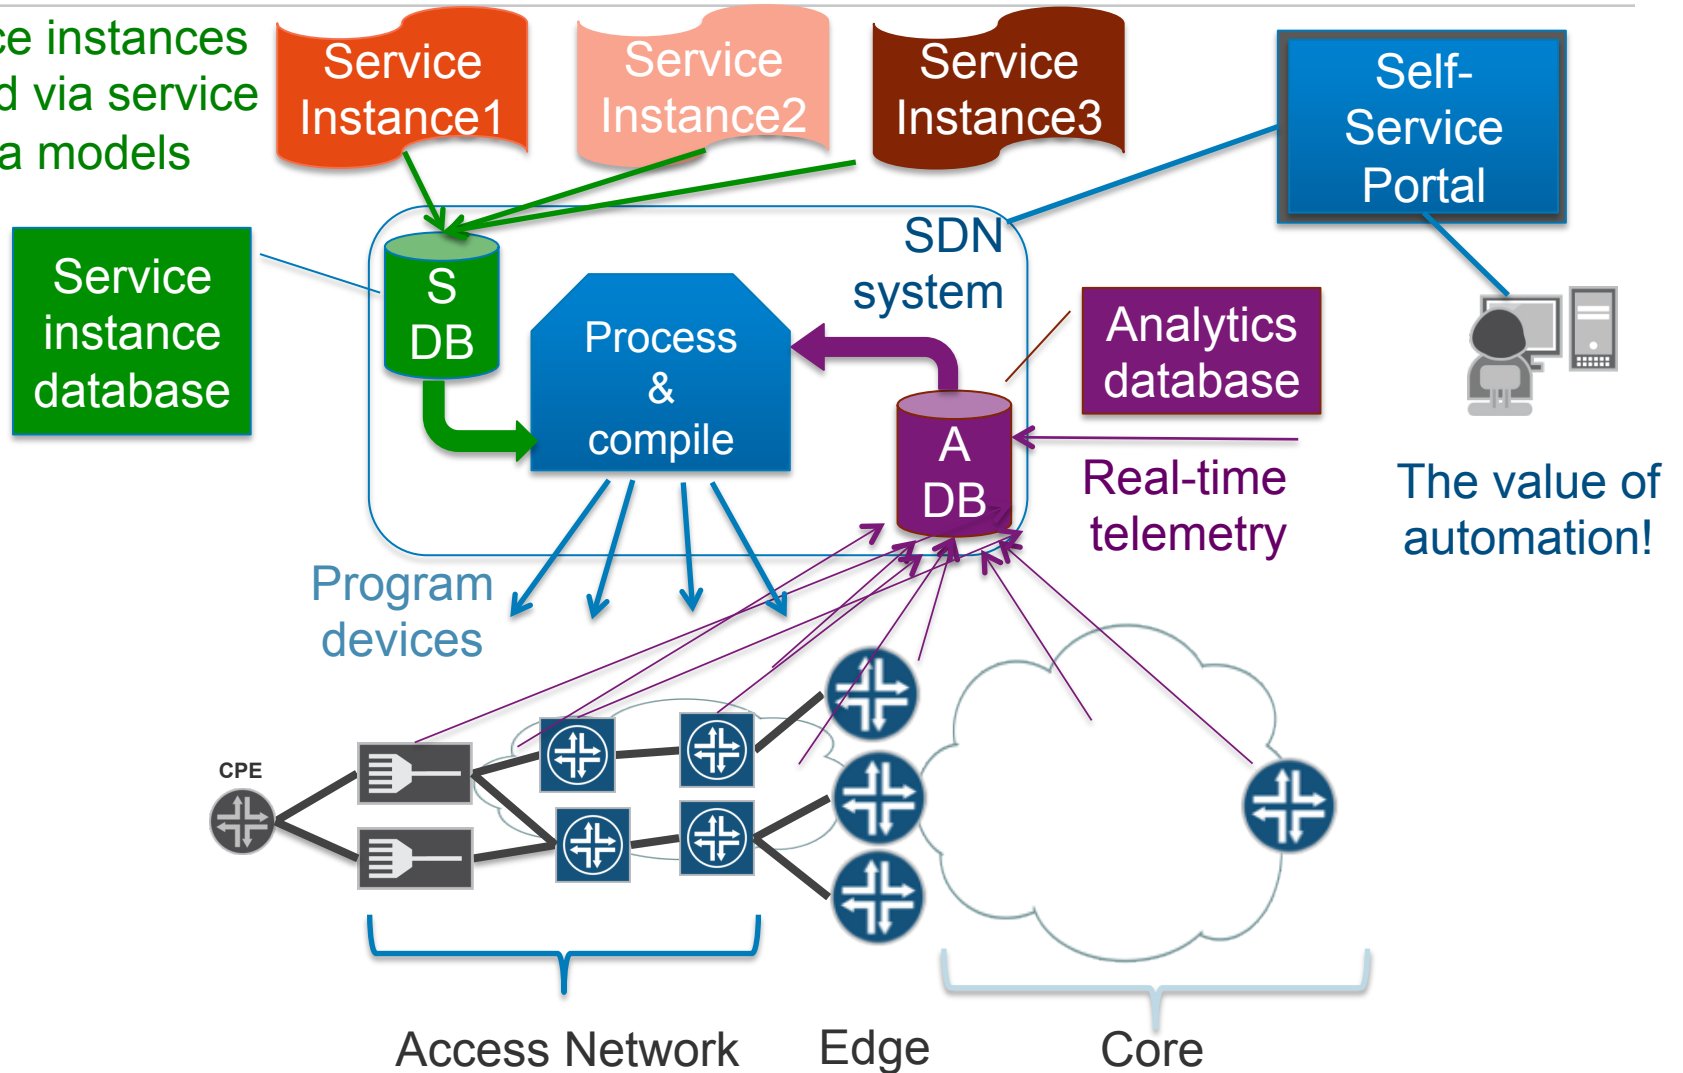 ce instances
d via service
a models
Service
Instance1
Service
Instance2
Service
Instance3
Self-
Service
Portal
Service
instance
database
S
DB
Process
&
compile
SDN
system
Analytics
database
A
DB
Real-time
telemetry
The value of
automation!
Program
devices
CPE
Access Network
Edge
Core